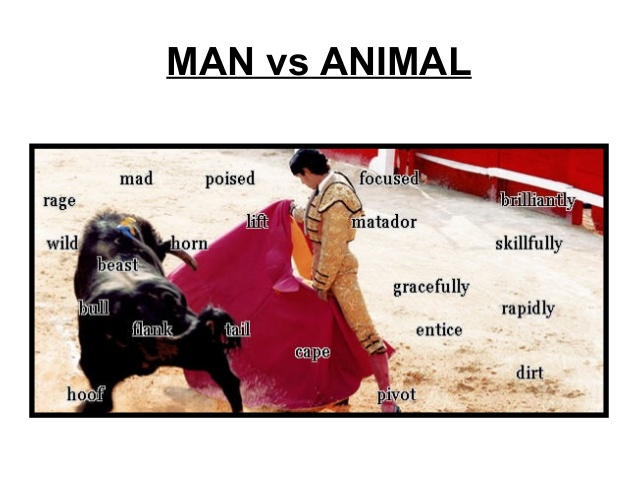 MAN vs ANIMAL
mad poised focused
rage brilliantly
lift matador
wild horn skillfully
beast
gracefully
bull rapidly
flank tail entice
cape
dirt
hoof pivot